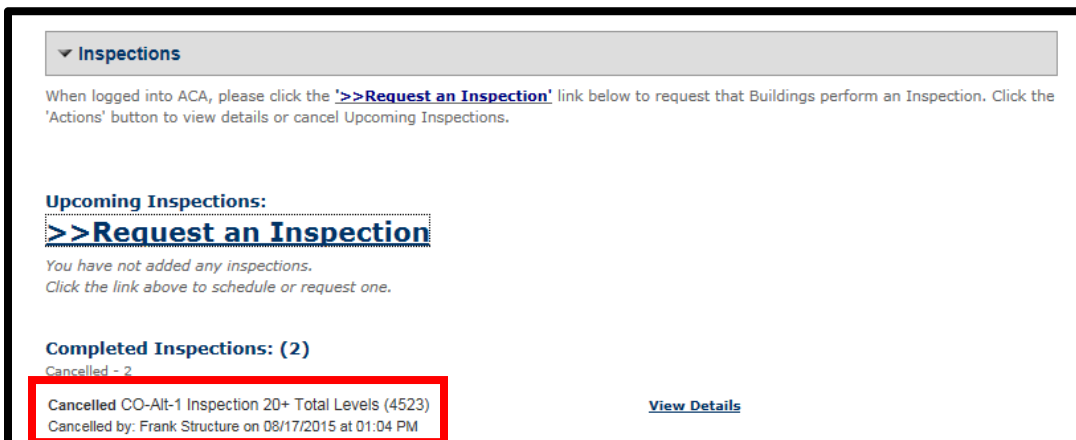 Inspections
When logged into ACA, please click the '>>Request an Inspection' link below to request that Buildings perform an Inspection. Click the
'Actions' button to view details or cancel Upcoming Inspections.
Upcoming Inspections:
>>Request an Inspection
You have not added any inspections.
Click the link above to schedule or request one.
Completed Inspections: (2)
Cancelled - 2
Cancelled CO-Alt-1 Inspection 20+ Total Levels (4523) View Details
Cancelled by: Frank Structure on 08/17/2015 at 01:04 PM